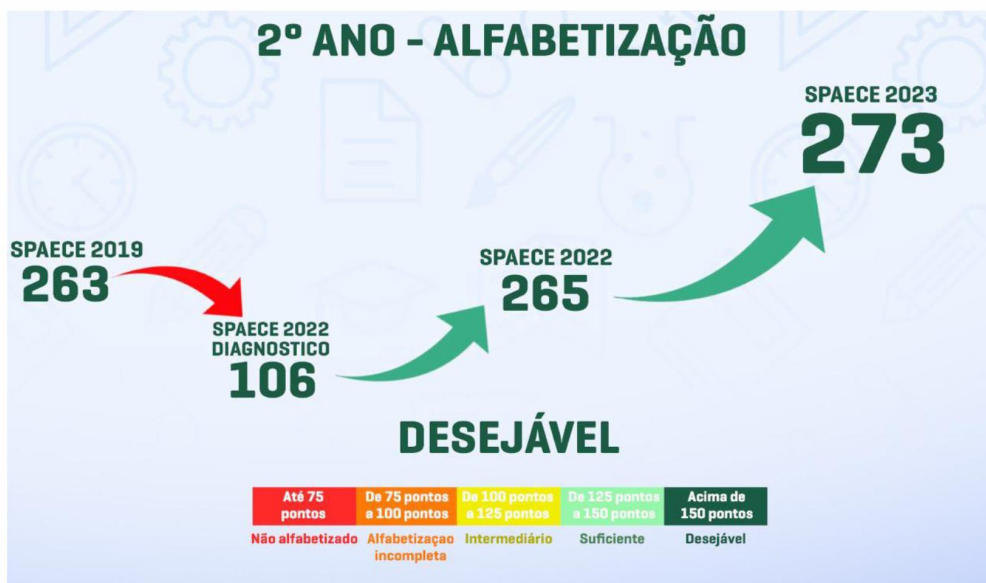 2º ANO - ALFABETIZAÇÃO
SPAECE 2023
273
SPAECE 2019
263
SPAECE 2022
265
SPAECE 2022
DIAGNOSTICO
106
DESEJÁVEL
Até 75
pontos
De 75 pontos
a 100 pontos
De 100 pontos
a 125 pontos
De 125 pontos
a 150 pontos
Acima de
150 pontos
Não alfabetizado
Alfabetizaçao
incompleta
Intermediário
Suficiente
Desejável